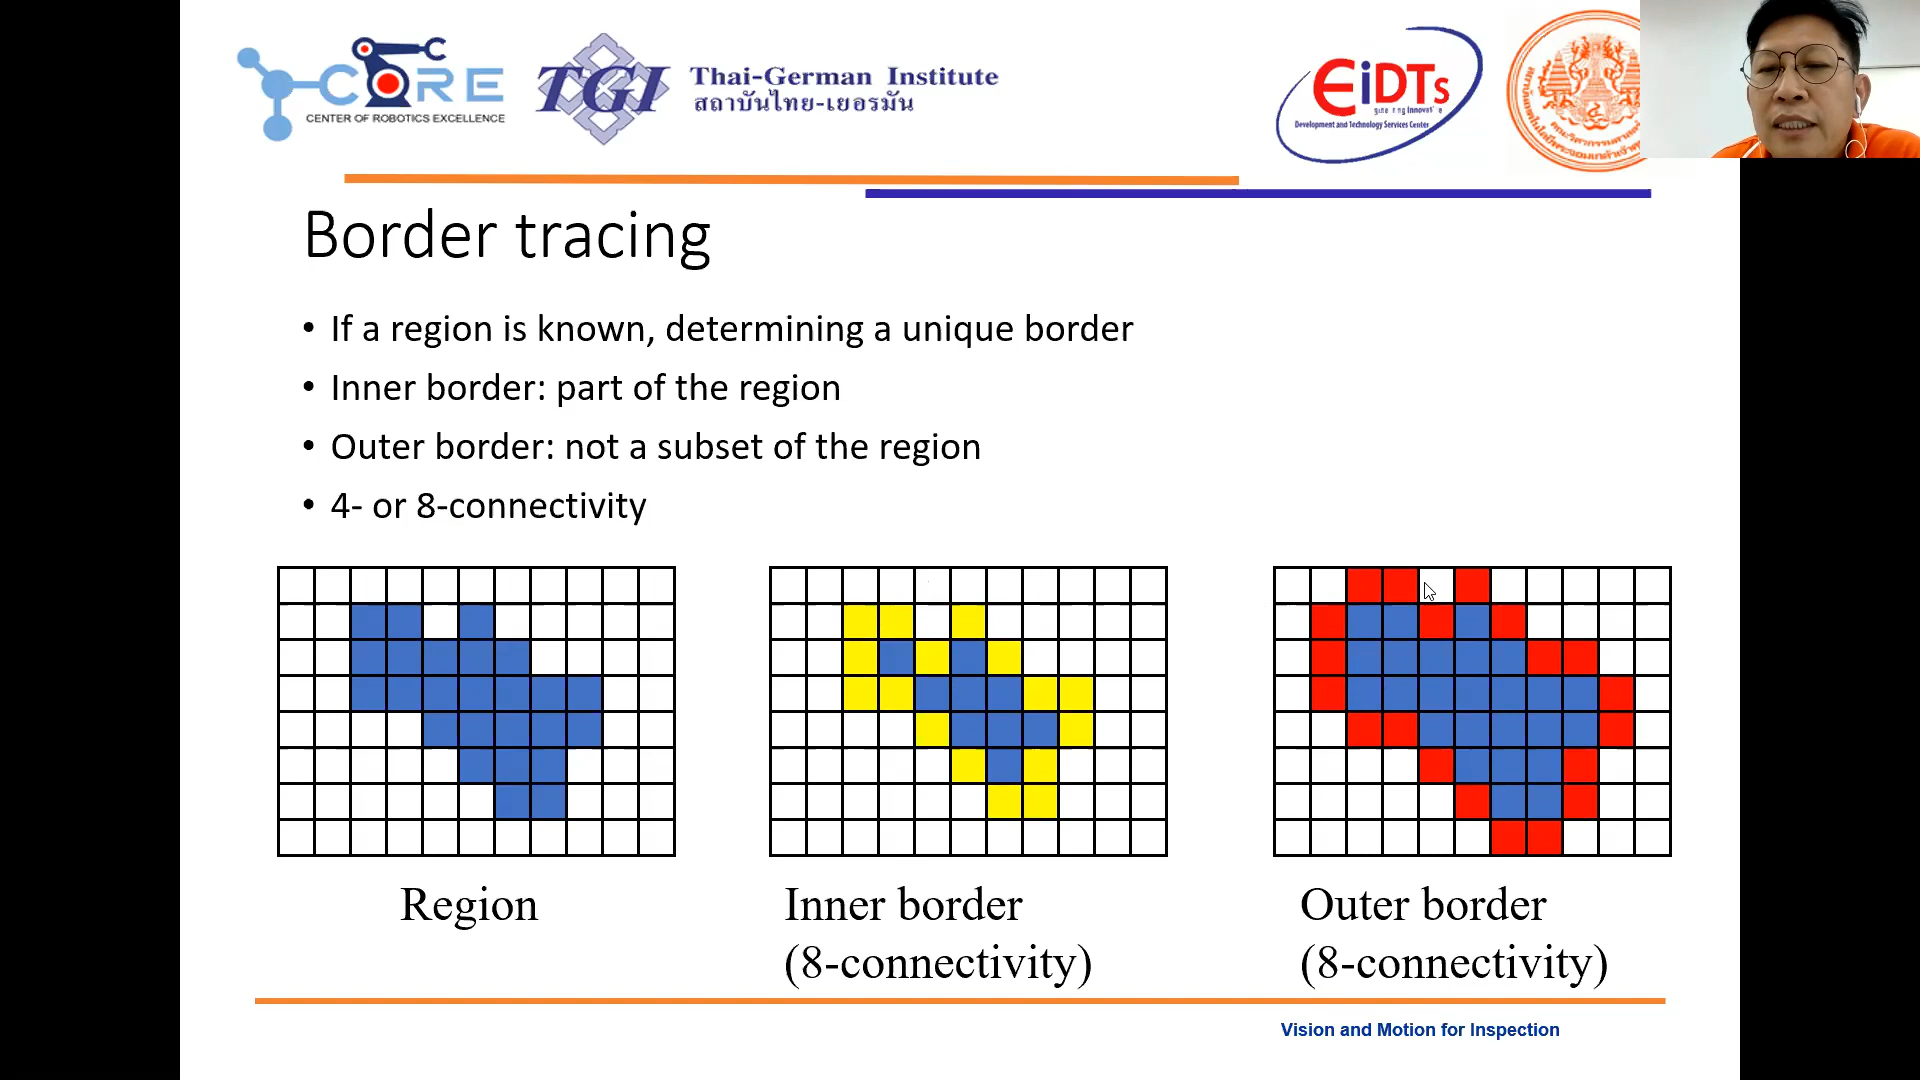 CORE
CENTER OF ROBOTICS EXCELLENCE
TGI
Thai-German Institute
สถาบันไทย-เยอรมัน
EiDTs
Development and Technology Services Center
Border tracing
• If a region is known, determining a unique border
• Inner border: part of the region
• Outer border: not a subset of the region
• 4- or 8-connectivity
Region
Inner border
(8-connectivity)
Outer border
(8-connectivity)
Vision and Motion for Inspection